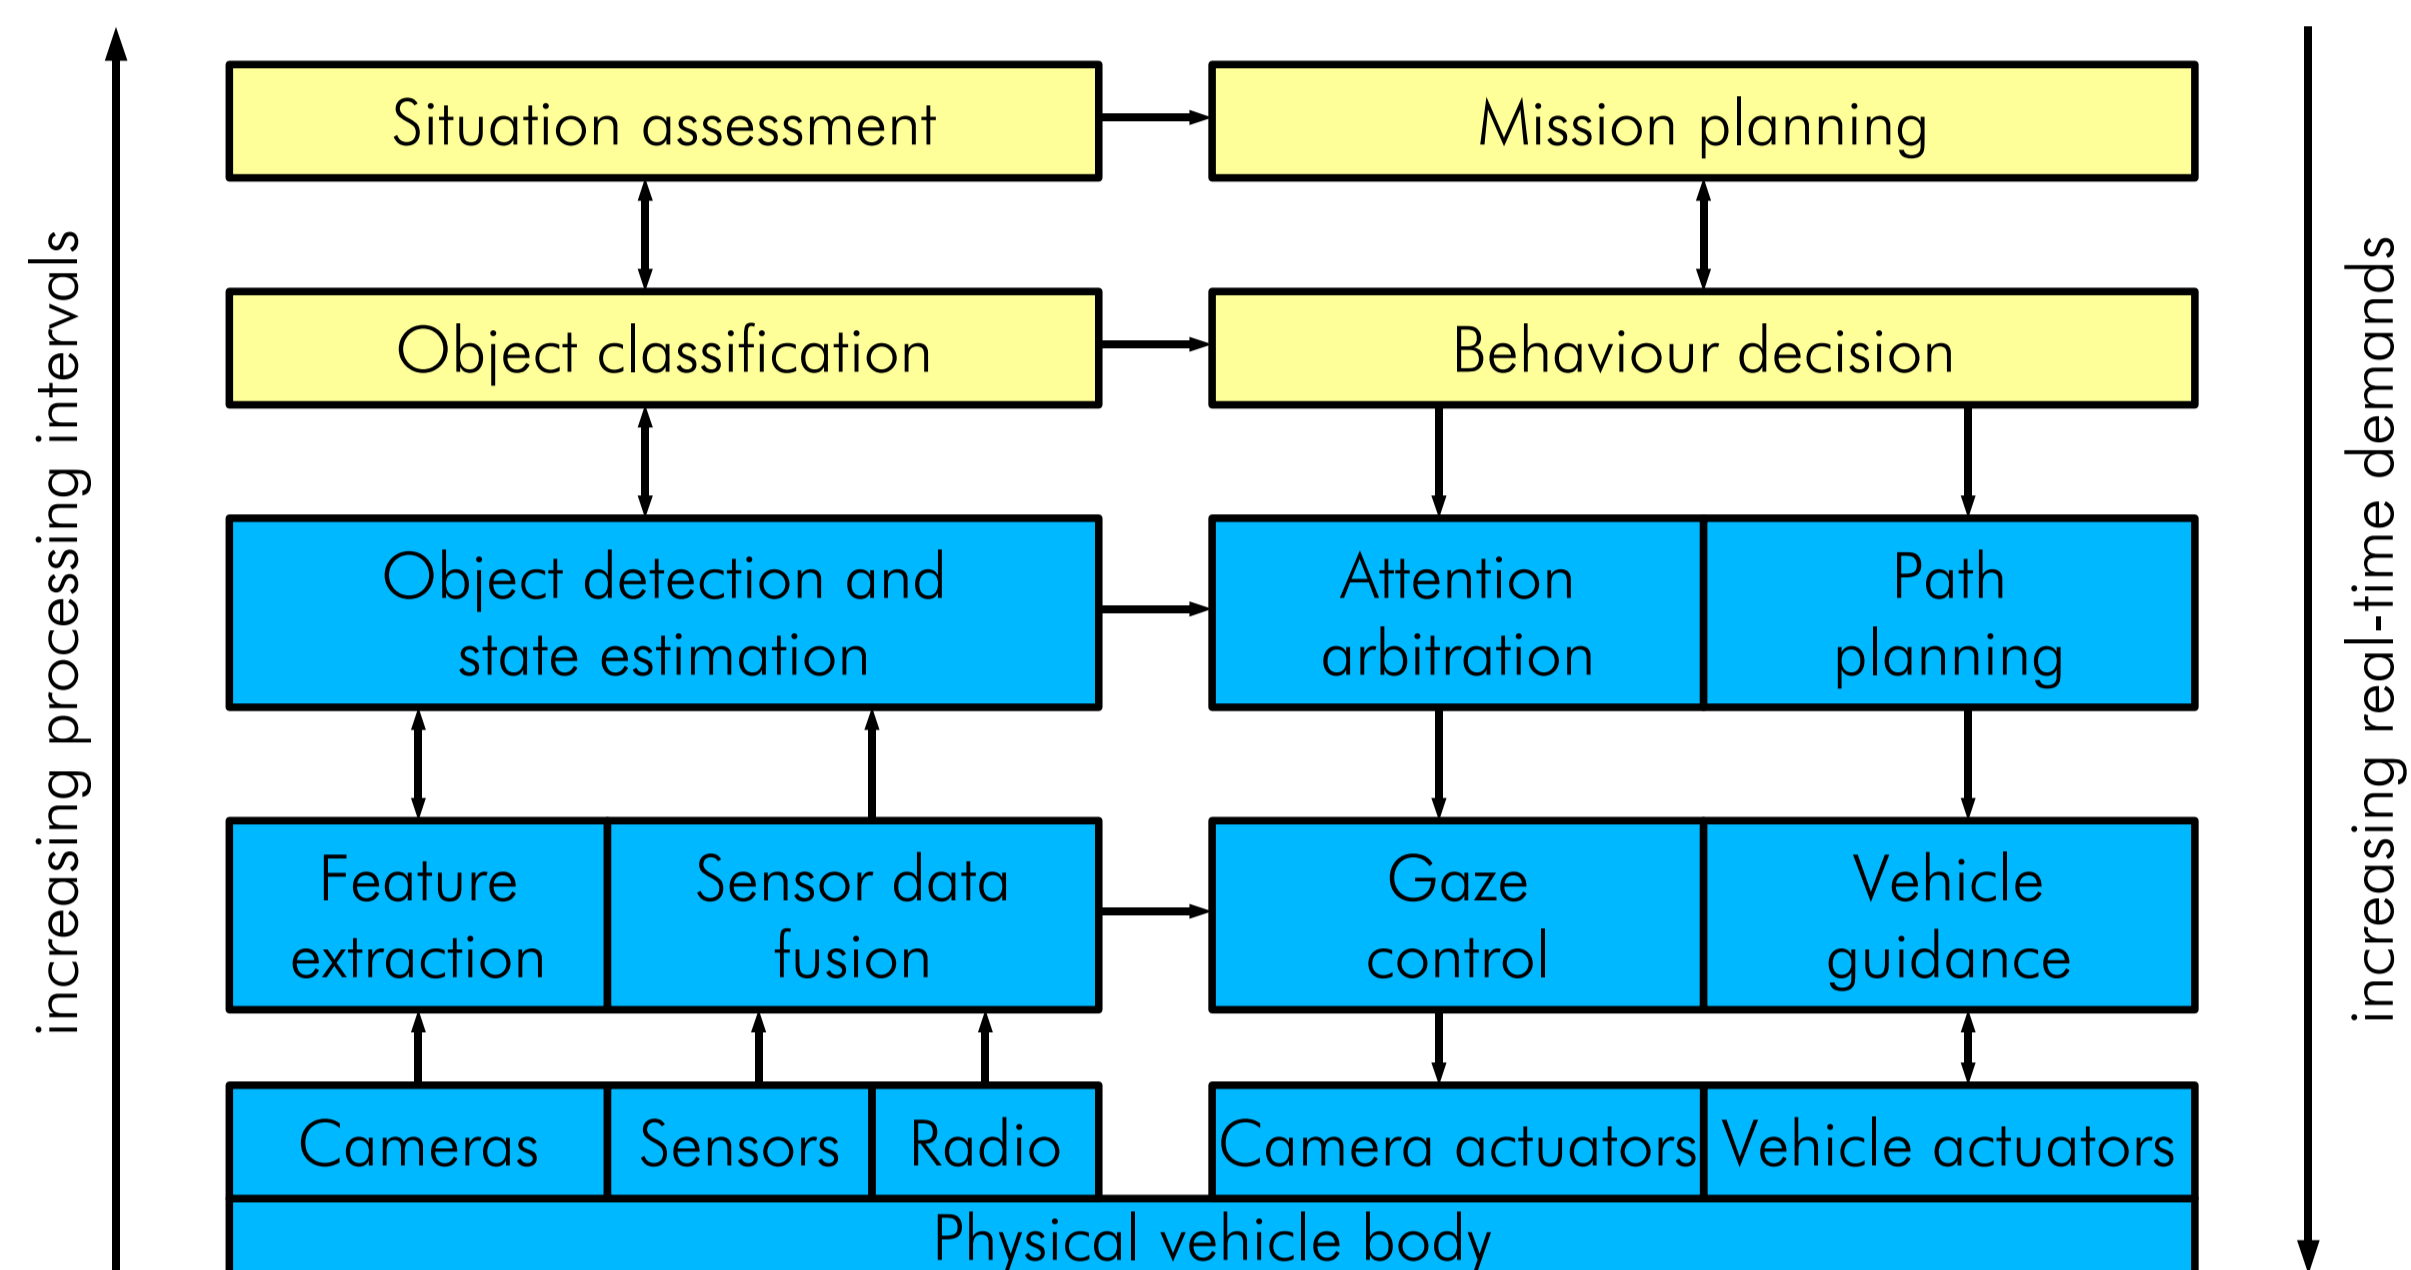 increasing processing intervals
Situation assessment
Mission planning
Object classification
Behaviour decision
Object detection and
state estimation
Attention
arbitration
Path
planning
Feature
extraction
Sensor data
fusion
Gaze
control
Vehicle
guidance
Cameras
Sensors
Radio
Camera actuators
Vehicle actuators
Physical vehicle body
increasing real-time demands